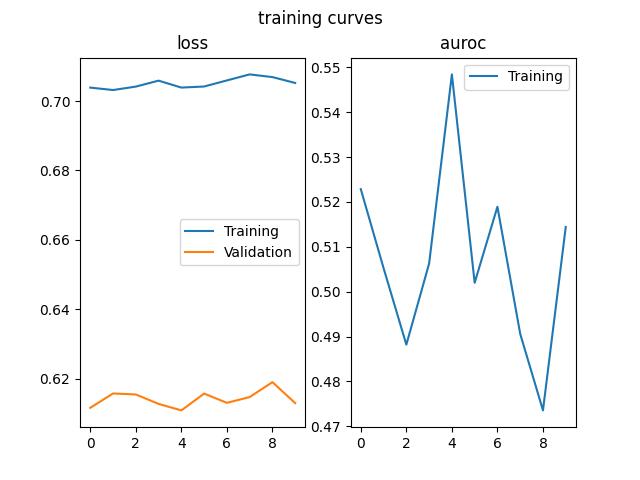 training curves
loss
auroc
0.70
0.68
0.66
0.64
0.62
0 2 4 6 8
Training
Validation
0.55
0.54
0.53
0.52
0.51
0.50
0.49
0.48
0.47
0 2 4 6 8
Training